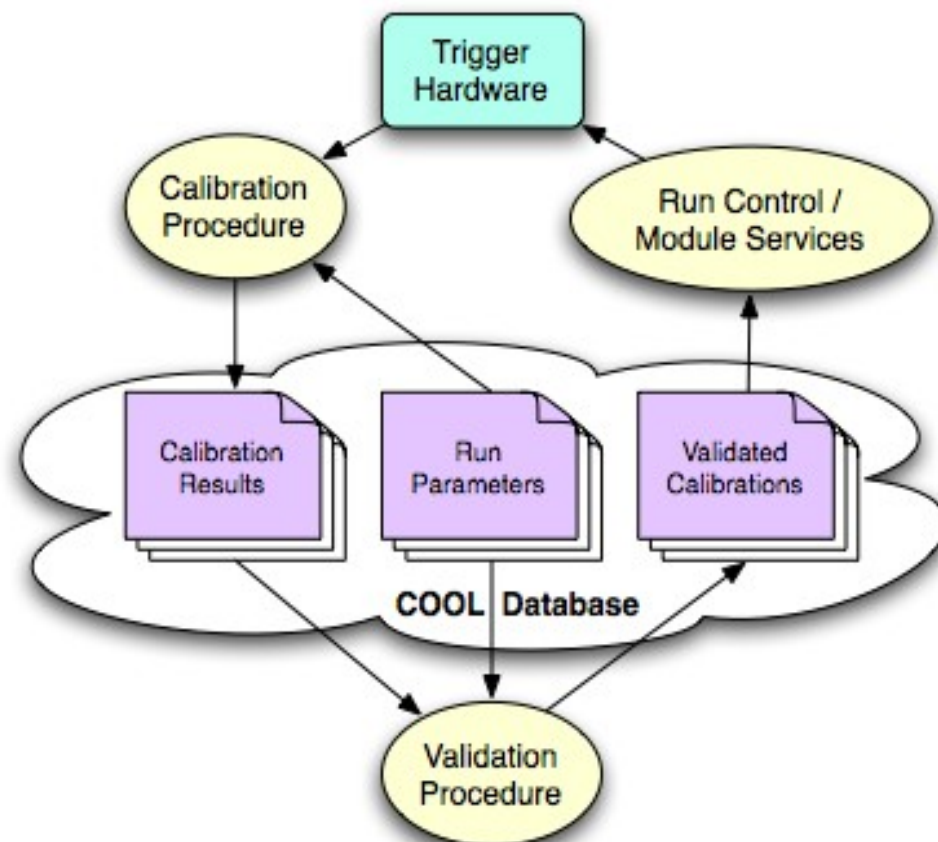 Trigger
Hardware
Calibration
Procedure
Run Control /
Module Services
Calibration
Results
Run
Parameters
Validated
Calibrations
COOL Database
Validation
Procedure